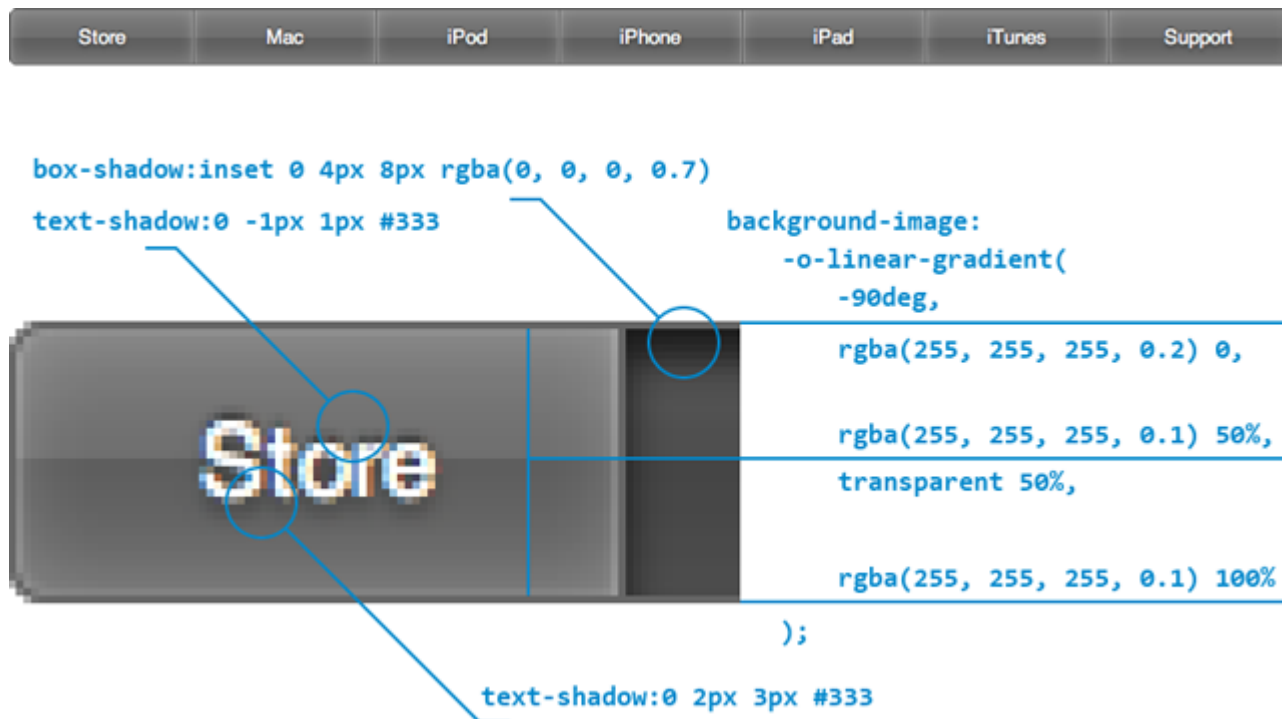 Store Mac iPod iPhone iPad iTunes Support
box-shadow:inset 0 4px 8px rgba(0, 0, 0, 0.7)
text-shadow:0 -1px 1px #333
background-image:
-o-linear-gradient(
-90deg,
rgba(255, 255, 255, 0.2) 0,
rgba(255, 255, 255, 0.1) 50%,
Store
transparent 50%,
rgba(255, 255, 255, 0.1) 100%
);
text-shadow:0 2px 3px #333